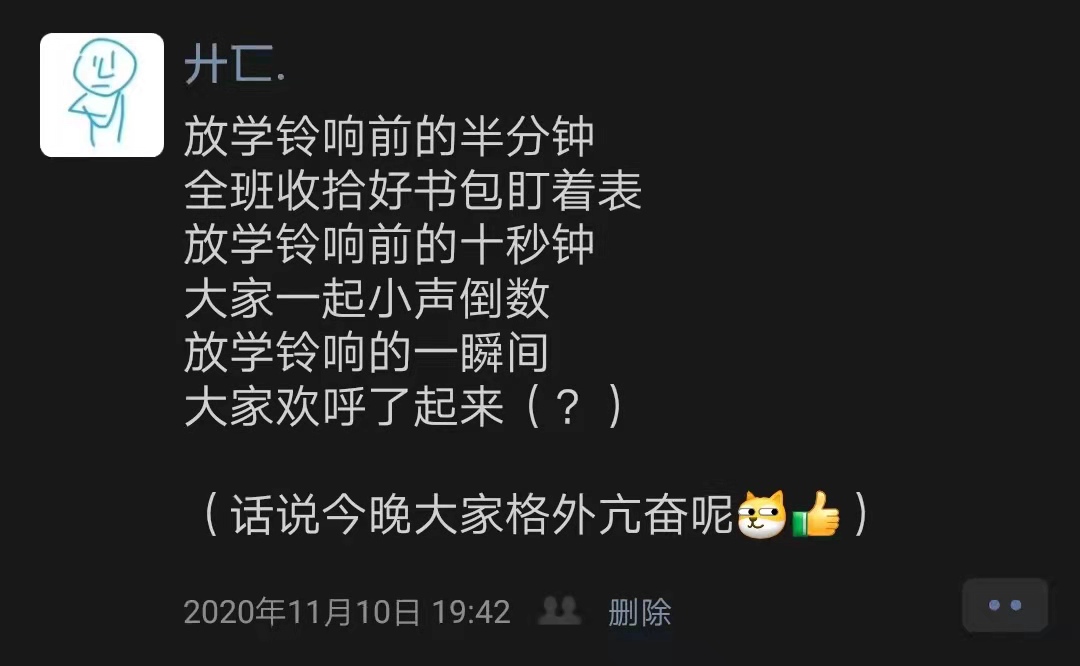 廾匚.
放学铃响前的半分钟
全班收拾好书包盯着表
放学铃响前的十秒钟
大家一起小声倒数
放学铃响的一瞬间
大家欢呼了起来（？）
（话说今晚大家格外亢奋呢）
2020年11月10日 19:42 删除